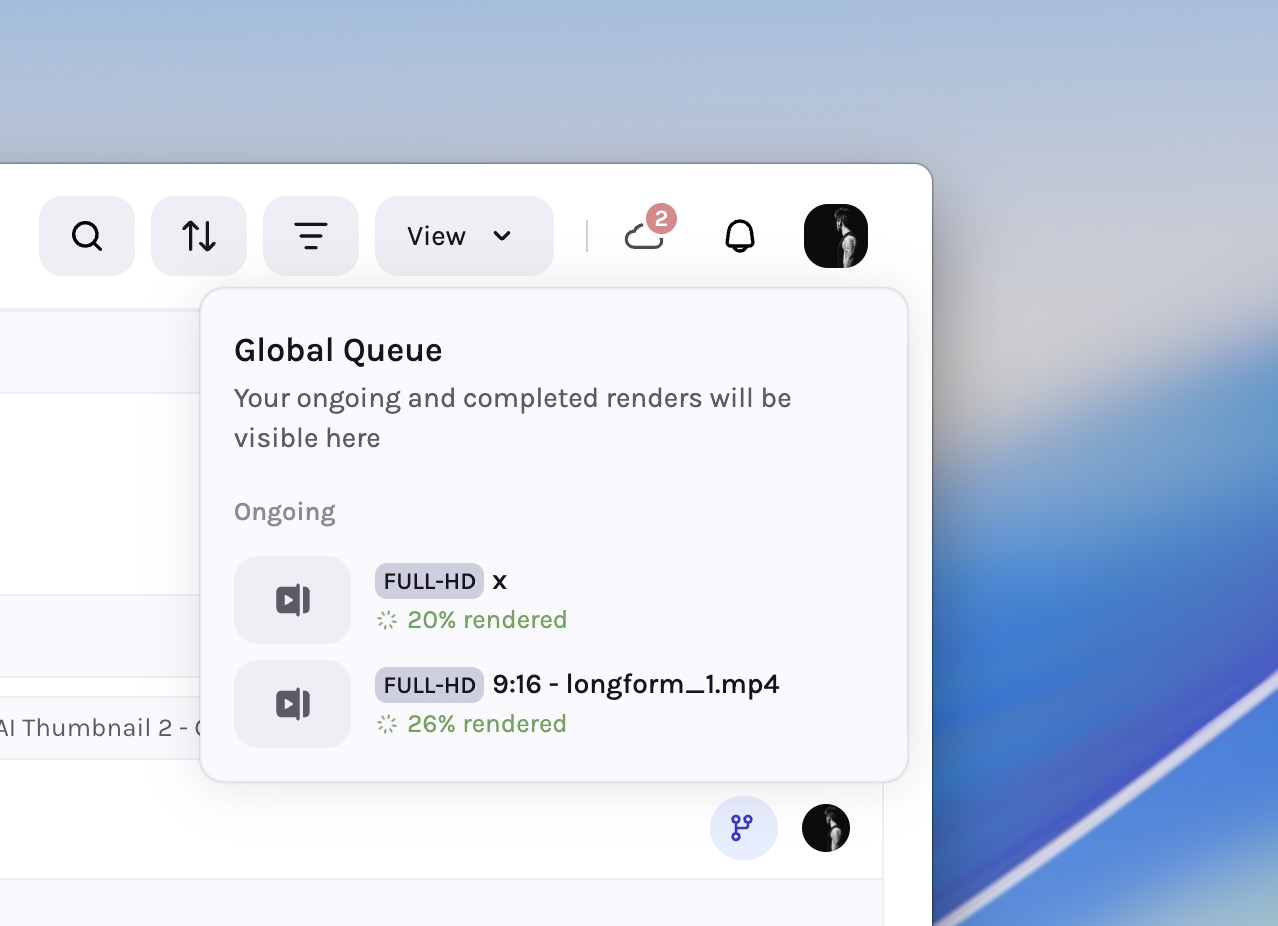 View
2
Global Queue
Your ongoing and completed renders will be
visible here
Ongoing
FULL-HD x
20% rendered
FULL-HD 9:16 - longform_1.mp4
26% rendered
AI Thumbnail 2 -